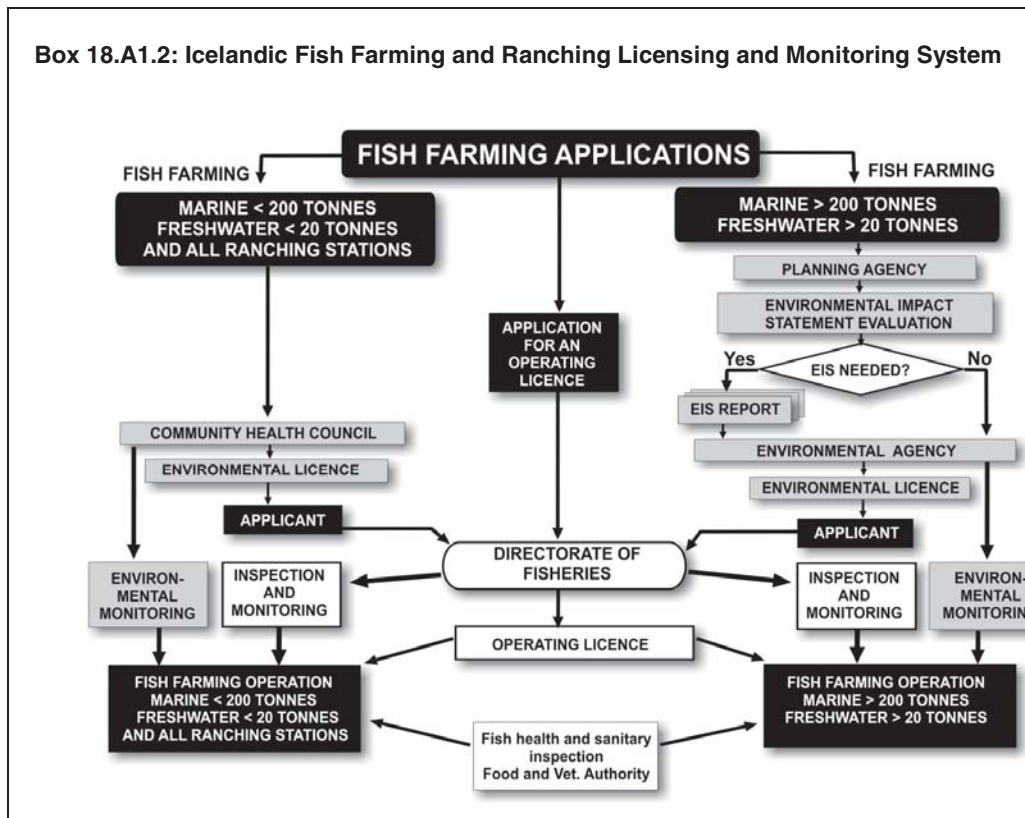 Box 18.A1.2: Icelandic Fish Farming and Ranching Licensing and Monitoring System
FISH FARMING APPLICATIONS
FISH FARMING
FISH FARMING
MARINE < 200 TONNES
FRESHWATER < 20 TONNES
AND ALL RANCHING STATIONS
MARINE > 200 TONNES
FRESHWATER > 20 TONNES
PLANNING AGENCY
ENVIRONMENTAL IMPACT
STATEMENT EVALUATION
APPLICATION
FOR AN
OPERATING
LICENCE
Yes
EIS NEEDED?
No
EIS REPORT
COMMUNITY HEALTH COUNCIL
ENVIRONMENTAL AGENCY
ENVIRONMENTAL LICENCE
ENVIRONMENTAL LICENCE
APPLICANT
APPLICANT
DIRECTORATE OF
FISHERIES
ENVIRON-
MENTAL
MONITORING
INSPECTION
AND
MONITORING
INSPECTION
AND
MONITORING
ENVIRON-
MENTAL
MONITORING
OPERATING LICENCE
FISH FARMING OPERATION
MARINE < 200 TONNES
FRESHWATER < 20 TONNES
AND ALL RANCHING STATIONS
FISH FARMING OPERATION
MARINE > 200 TONNES
FRESHWATER > 20 TONNES
Fish health and sanitary
inspection
Food and Vet. Authority